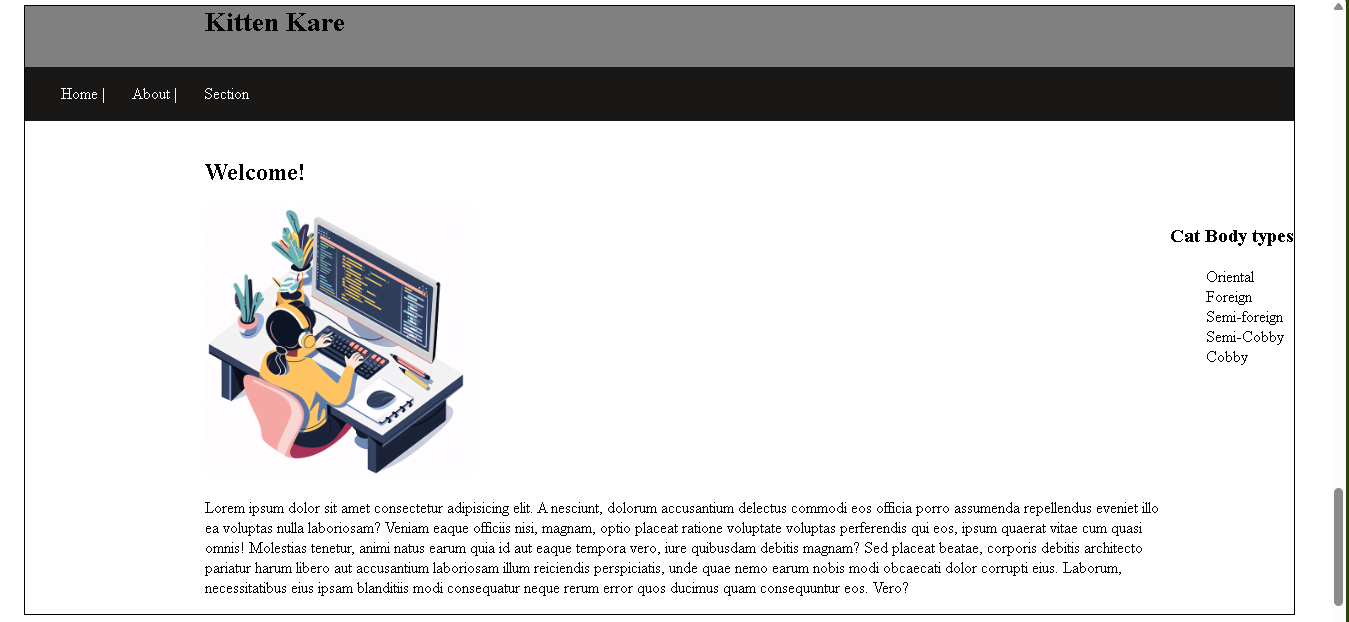 Kitten Kare
Home | About | Section
Welcome!
Cat Body types
Oriental
Foreign
Semi-foreign
Semi-Cobby
Cobby
Lorem ipsum dolor sit amet consectetur adipisicing elit. A nesciunt, dolorum accusantium delectus commodi eos officia porro assumenda repellendus eveniet illo
ea voluptas nulla laboriosam? Veniam eaque officiis nisi, magnam, optio placeat ratione voluptate voluptas perferendis qui eos, ipsum quaerat vitae cum quasi
omnis! Molestias tenetur, animi natus earum quia id aut eaque tempora vero, iure quibusdam debitis magnam? Sed placeat beatae, corporis debitis architecto
pariatur harum libero aut accusantium laboriosam illum reiciendis perspiciatis, unde quae nemo earum nobis modi obcaecati dolor corrupti eius. Laborum,
necessitatibus eius ipsam blanditiis modi consequatur neque rerum error quos ducimus quam consequuntur eos. Vero?